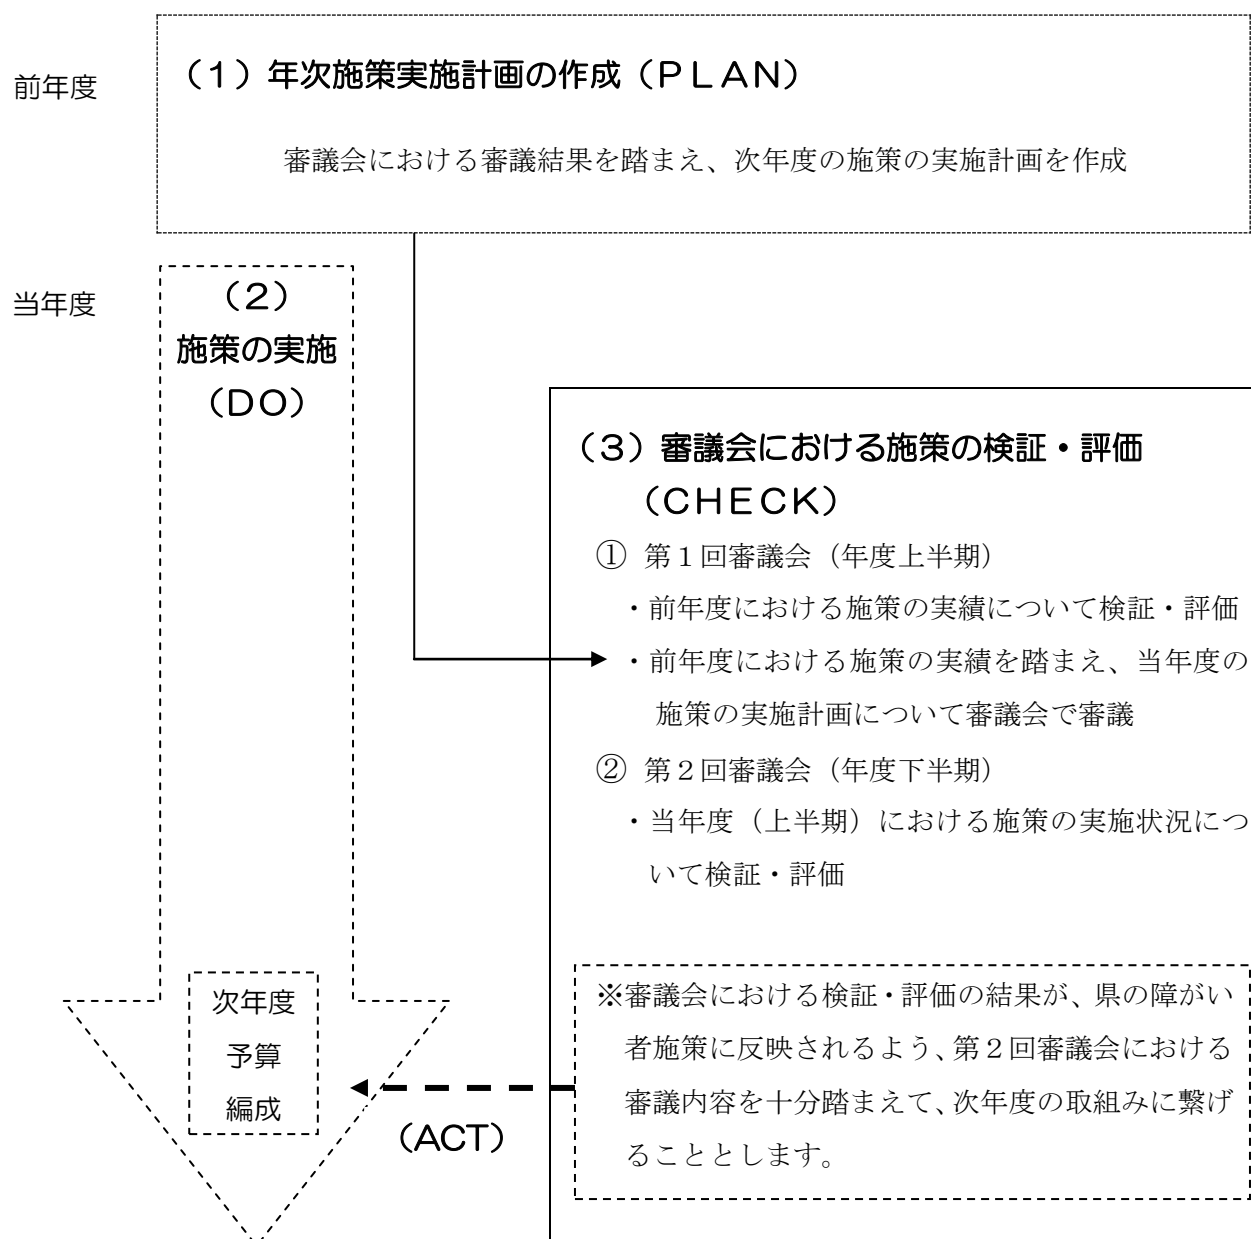 前年度
（1）年次施策実施計画の作成（ＰＬＡＮ）
審議会における審議結果を踏まえ、次年度の施策の実施計画を作成
当年度
（2）
施策の実施
（ＤＯ）
（3）審議会における施策の検証・評価
（ＣＨＥＣＫ）
① 第１回審議会（年度上半期）
・前年度における施策の実績について検証・評価
・前年度における施策の実績を踏まえ、当年度の
施策の実施計画について審議会で審議
② 第２回審議会（年度下半期）
・当年度（上半期）における施策の実施状況につ
いて検証・評価
次年度
予算
編成
（ACT）
※審議会における検証・評価の結果が、県の障がい
者施策に反映されるよう、第２回審議会における
審議内容を十分踏まえて、次年度の取組みに繋げ
ることとします。